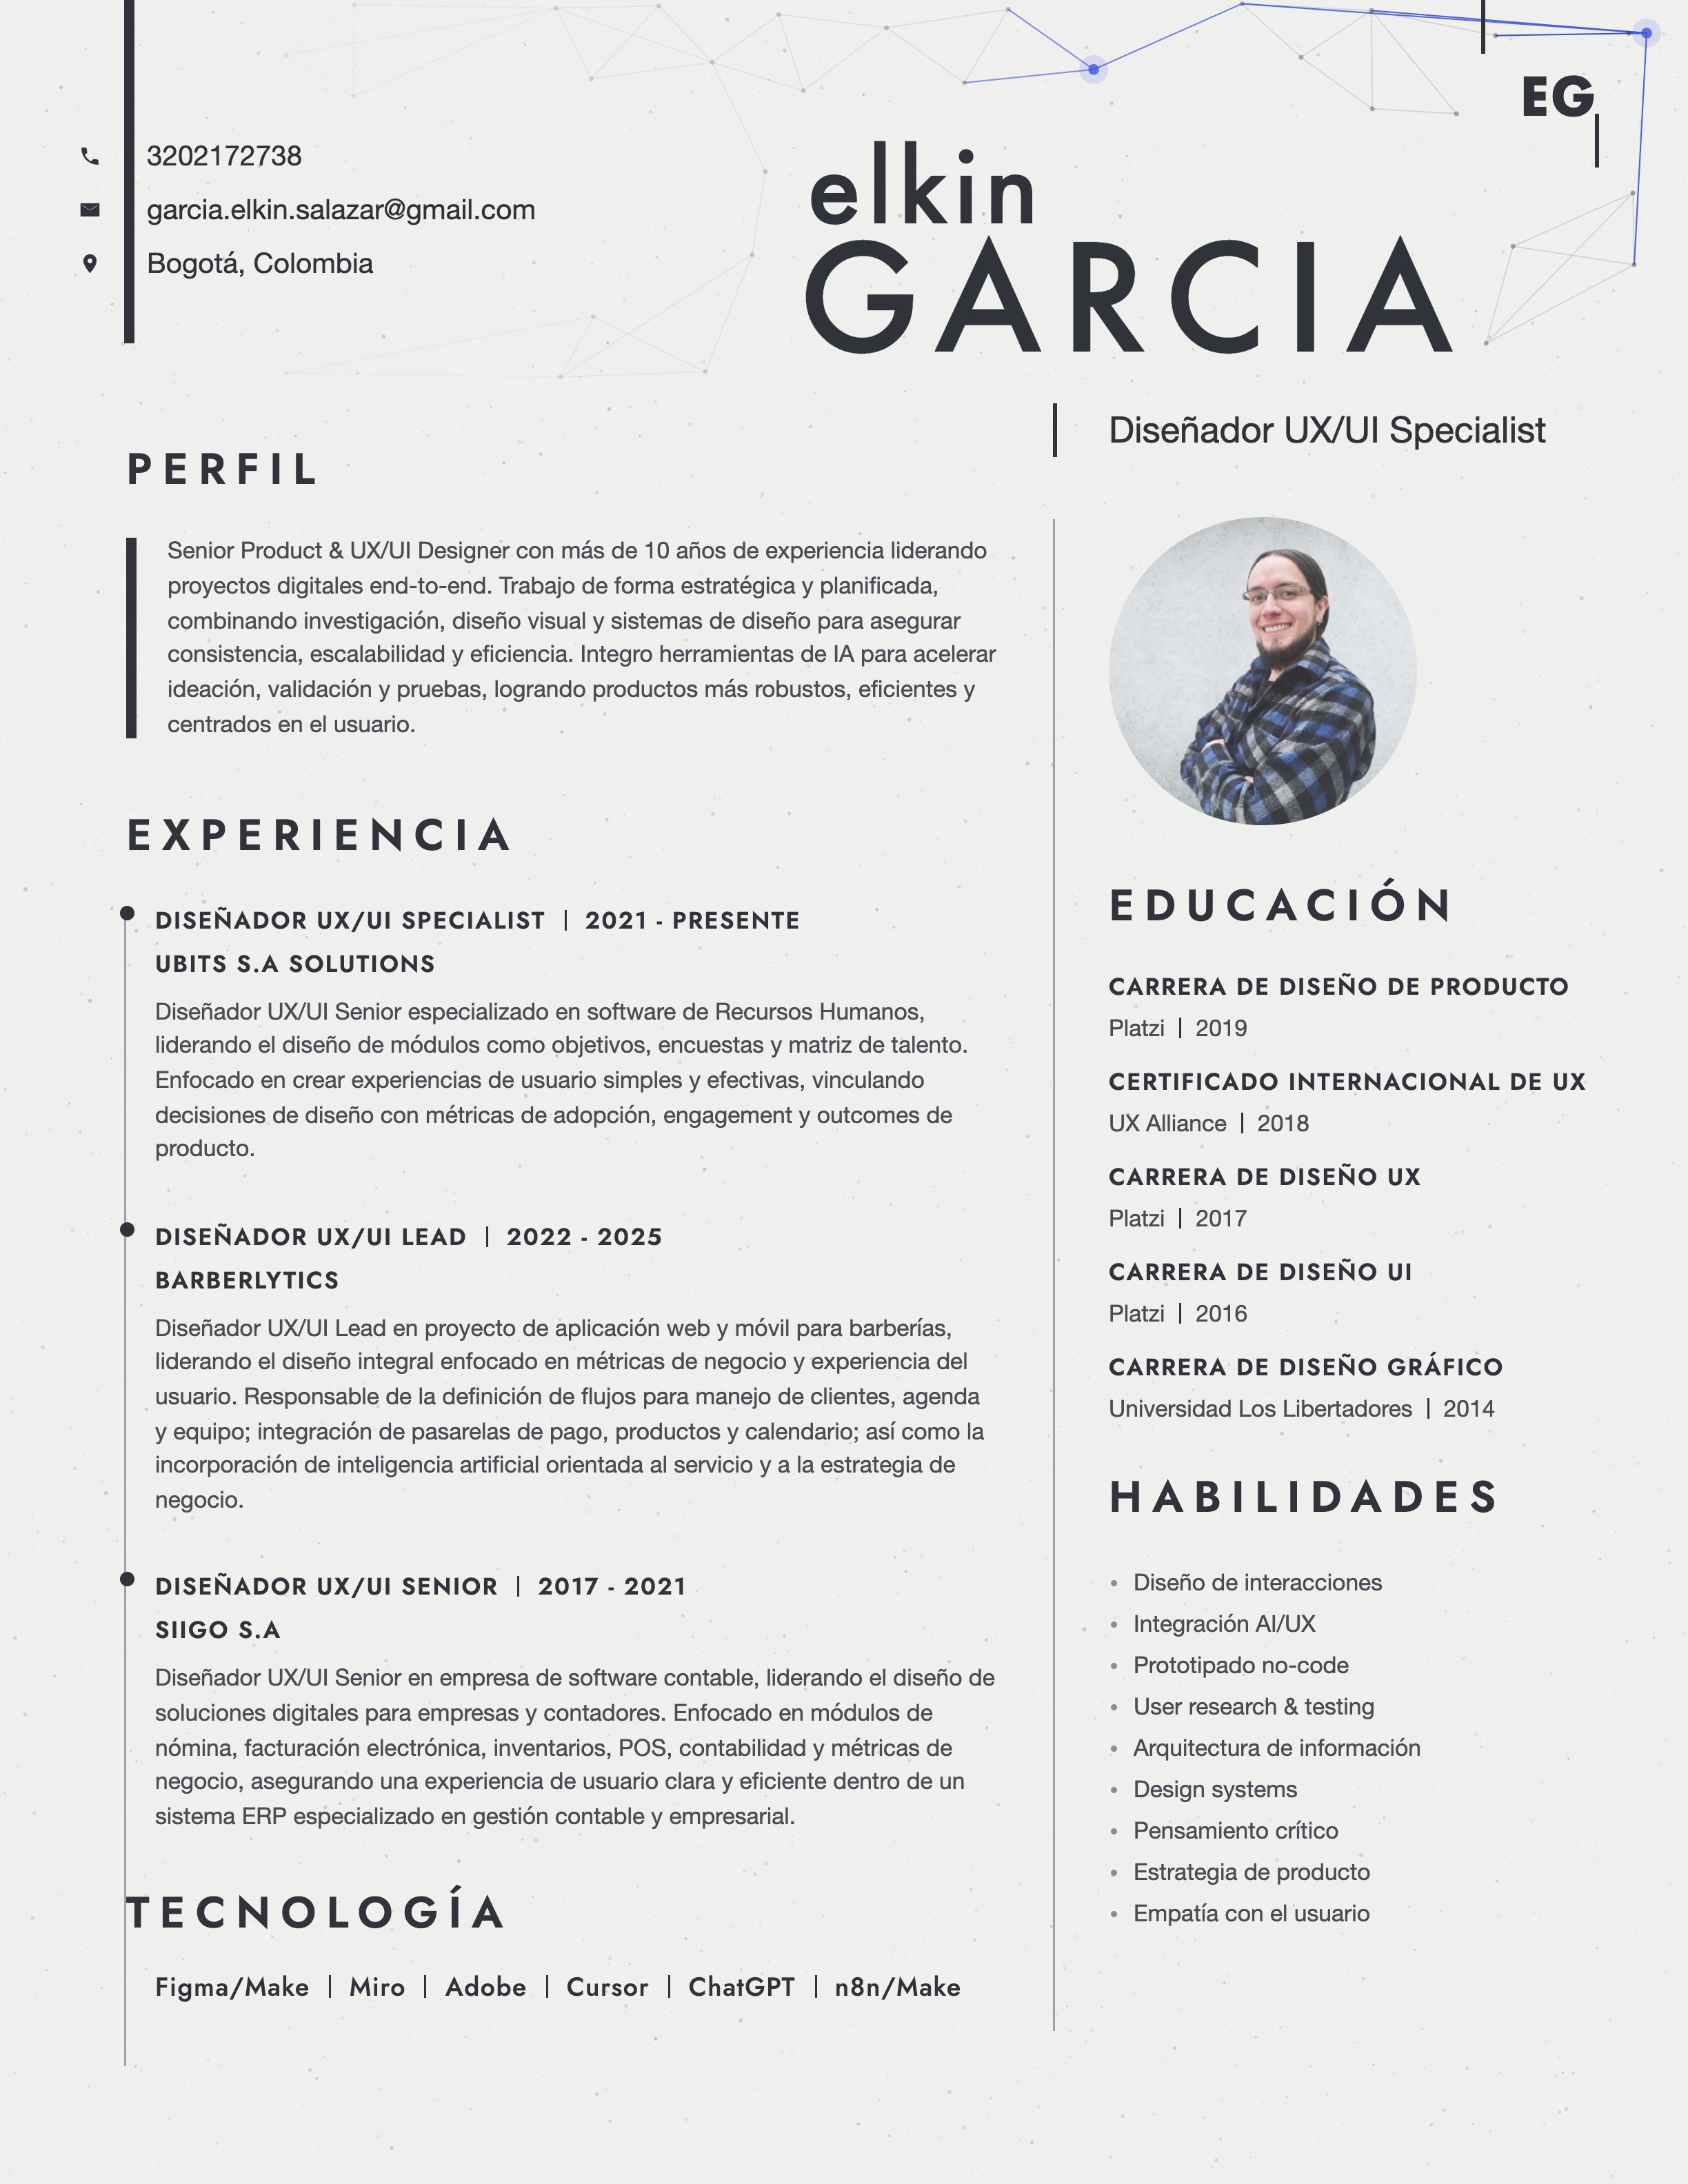 EG
3202172738
garcia.elkin.salazar@gmail.com
Bogotá, Colombia
elkin
GARCIA
Diseñador UX/UI Specialist
PERFIL
Senior Product & UX/UI Designer con más de 10 años de experiencia liderando
proyectos digitales end-to-end. Trabajo de forma estratégica y planificada,
combinando investigación, diseño visual y sistemas de diseño para asegurar
consistencia, escalabilidad y eficiencia. Integro herramientas de IA para acelerar
ideación, validación y pruebas, logrando productos más robustos, eficientes y
centrados en el usuario.
EXPERIENCIA
DISEÑADOR UX/UI SPECIALIST | 2021 - PRESENTE
UBITS S.A SOLUTIONS
Diseñador UX/UI Senior especializado en software de Recursos Humanos,
liderando el diseño de módulos como objetivos, encuestas y matriz de talento.
Enfocado en crear experiencias de usuario simples y efectivas, vinculando
decisiones de diseño con métricas de adopción, engagement y outcomes de
producto.
DISEÑADOR UX/UI LEAD | 2022 - 2025
BARBERLYTICS
Diseñador UX/UI Lead en proyecto de aplicación web y móvil para barberías,
liderando el diseño integral enfocado en métricas de negocio y experiencia del
usuario. Responsable de la definición de flujos para manejo de clientes, agenda
y equipo; integración de pasarelas de pago, productos y calendario; así como la
incorporación de inteligencia artificial orientada al servicio y a la estrategia de
negocio.
DISEÑADOR UX/UI SENIOR | 2017 - 2021
SIIGO S.A
Diseñador UX/UI Senior en empresa de software contable, liderando el diseño de
soluciones digitales para empresas y contadores. Enfocado en módulos de
nómina, facturación electrónica, inventarios, POS, contabilidad y métricas de
negocio, asegurando una experiencia de usuario clara y eficiente dentro de un
sistema ERP especializado en gestión contable y empresarial.
TECNOLOGÍA
Figma/Make | Miro | Adobe | Cursor | ChatGPT | n8n/Make
EDUCACIÓN
CARRERA DE DISEÑO DE PRODUCTO
Platzi | 2019
CERTIFICADO INTERNACIONAL DE UX
UX Alliance | 2018
CARRERA DE DISEÑO UX
Platzi | 2017
CARRERA DE DISEÑO UI
Platzi | 2016
CARRERA DE DISEÑO GRÁFICO
Universidad Los Libertadores | 2014
HABILIDADES
• Diseño de interacciones
• Integración AI/UX
• Prototipado no-code
• User research & testing
• Arquitectura de información
• Design systems
• Pensamiento crítico
• Estrategia de producto
• Empatía con el usuario